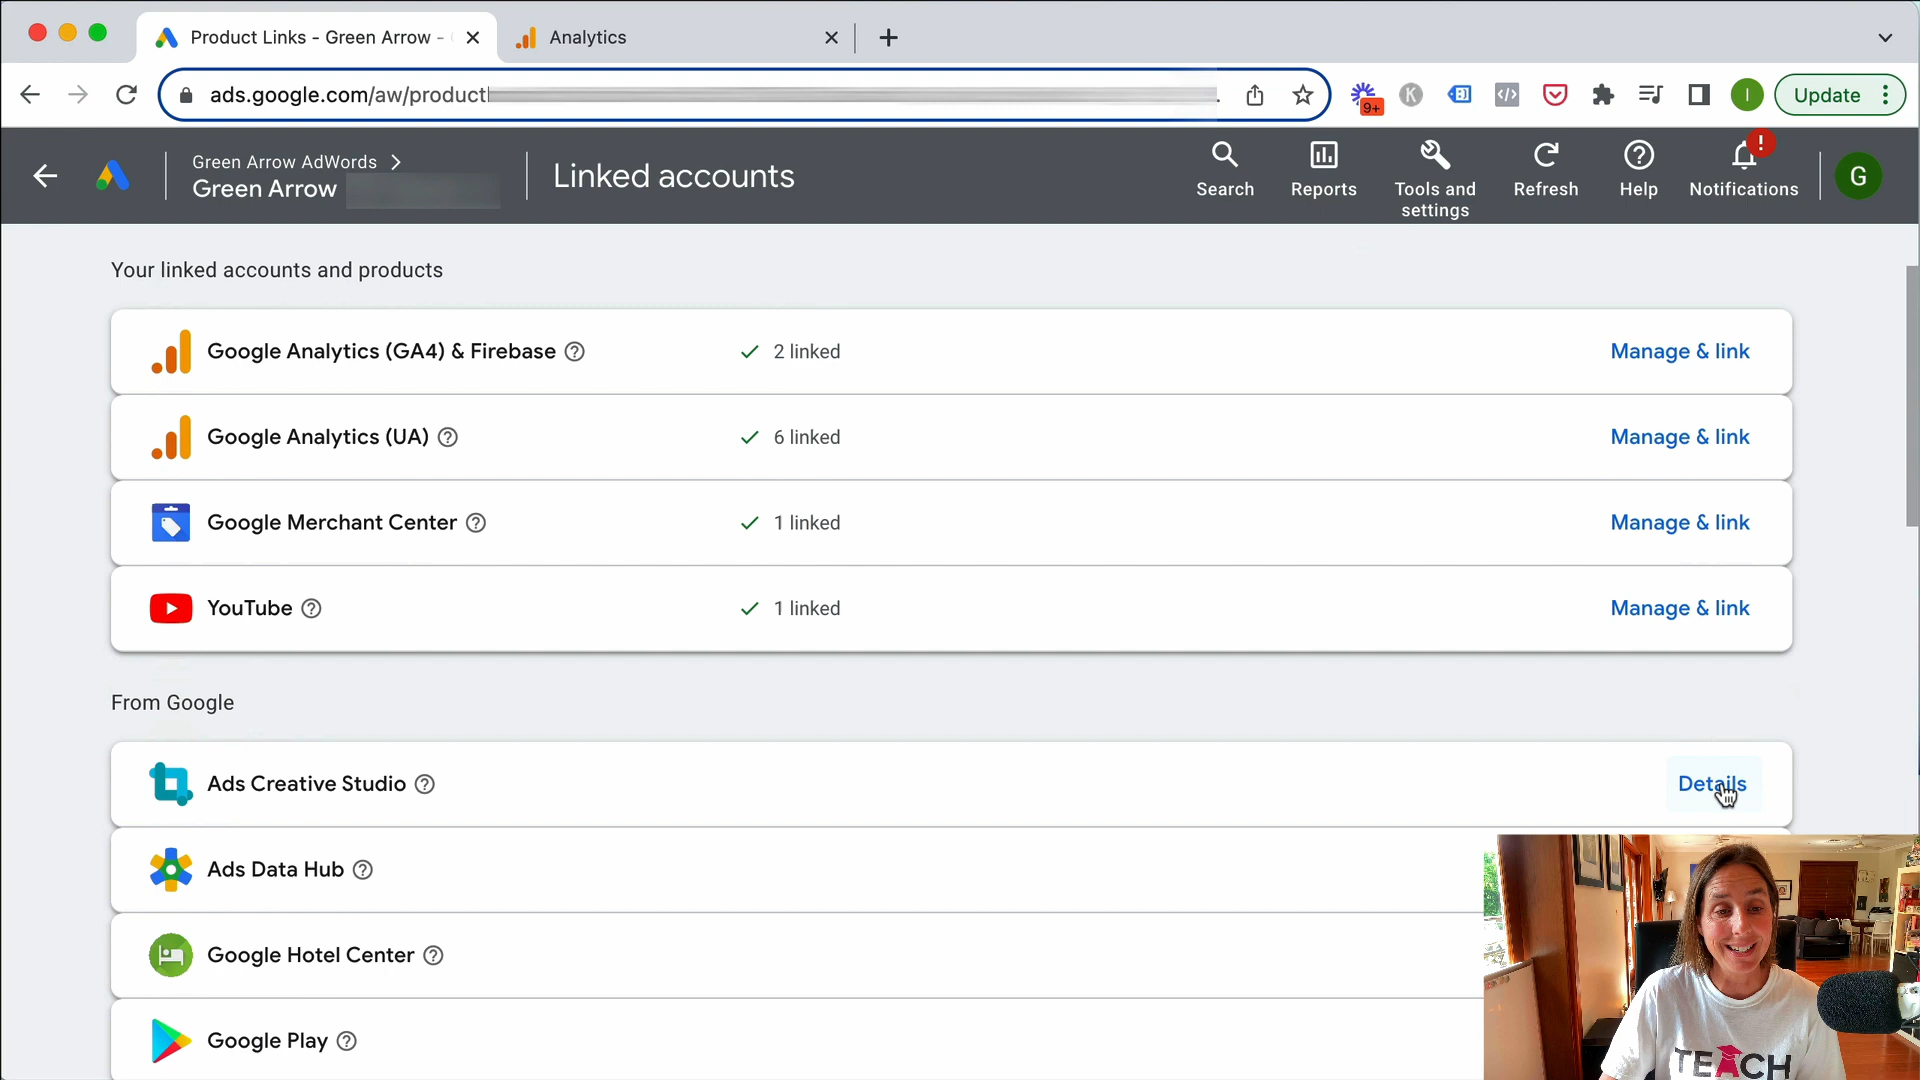 Product Links - Green Arrow -
Analytics
ads.google.com/aw/product
9+
K
I
Update
Green Arrow AdWords
Green Arrow
Linked accounts
Search
Reports
Tools and
settings
Refresh
Help
!
Notifications
G
Your linked accounts and products
Google Analytics (GA4) & Firebase
2 linked
Manage & link
Google Analytics (UA)
6 linked
Manage & link
Google Merchant Center
1 linked
Manage & link
YouTube
1 linked
Manage & link
From Google
Ads Creative Studio
Details
Ads Data Hub
Google Hotel Center
Google Play
TEACH